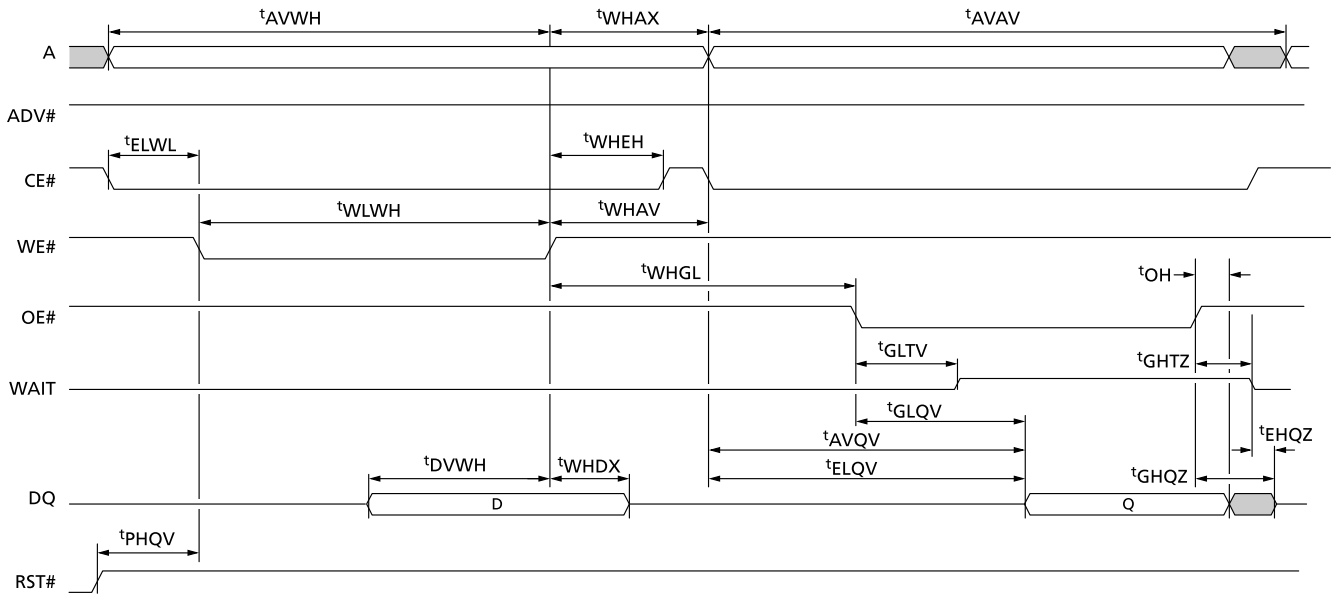 tAVWH tWHAX tAVAV
A
ADV#
tELWL tWHEH
CE#
tWLWH tWHAV
WE#
tWHGL tOH
OE#
tGLTV tGHTZ
WAIT
tGLQV
tAVQV tEHQZ
tDVWH tWHDX tELQV tGHQZ
DQ D Q
tPHQV
RST#